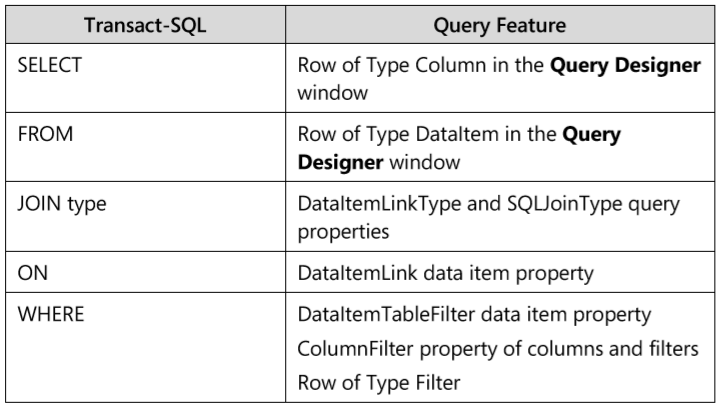 Transact-SQL Query Feature
SELECT Row of Type Column in the Query Designer
window
FROM Row of Type DataItem in the Query
Designer window
JOIN type DataItemLinkType and SQLJoinType query
properties
ON DataItemLink data item property
WHERE DataItemTableFilter data item property
ColumnFilter property of columns and filters
Row of Type Filter